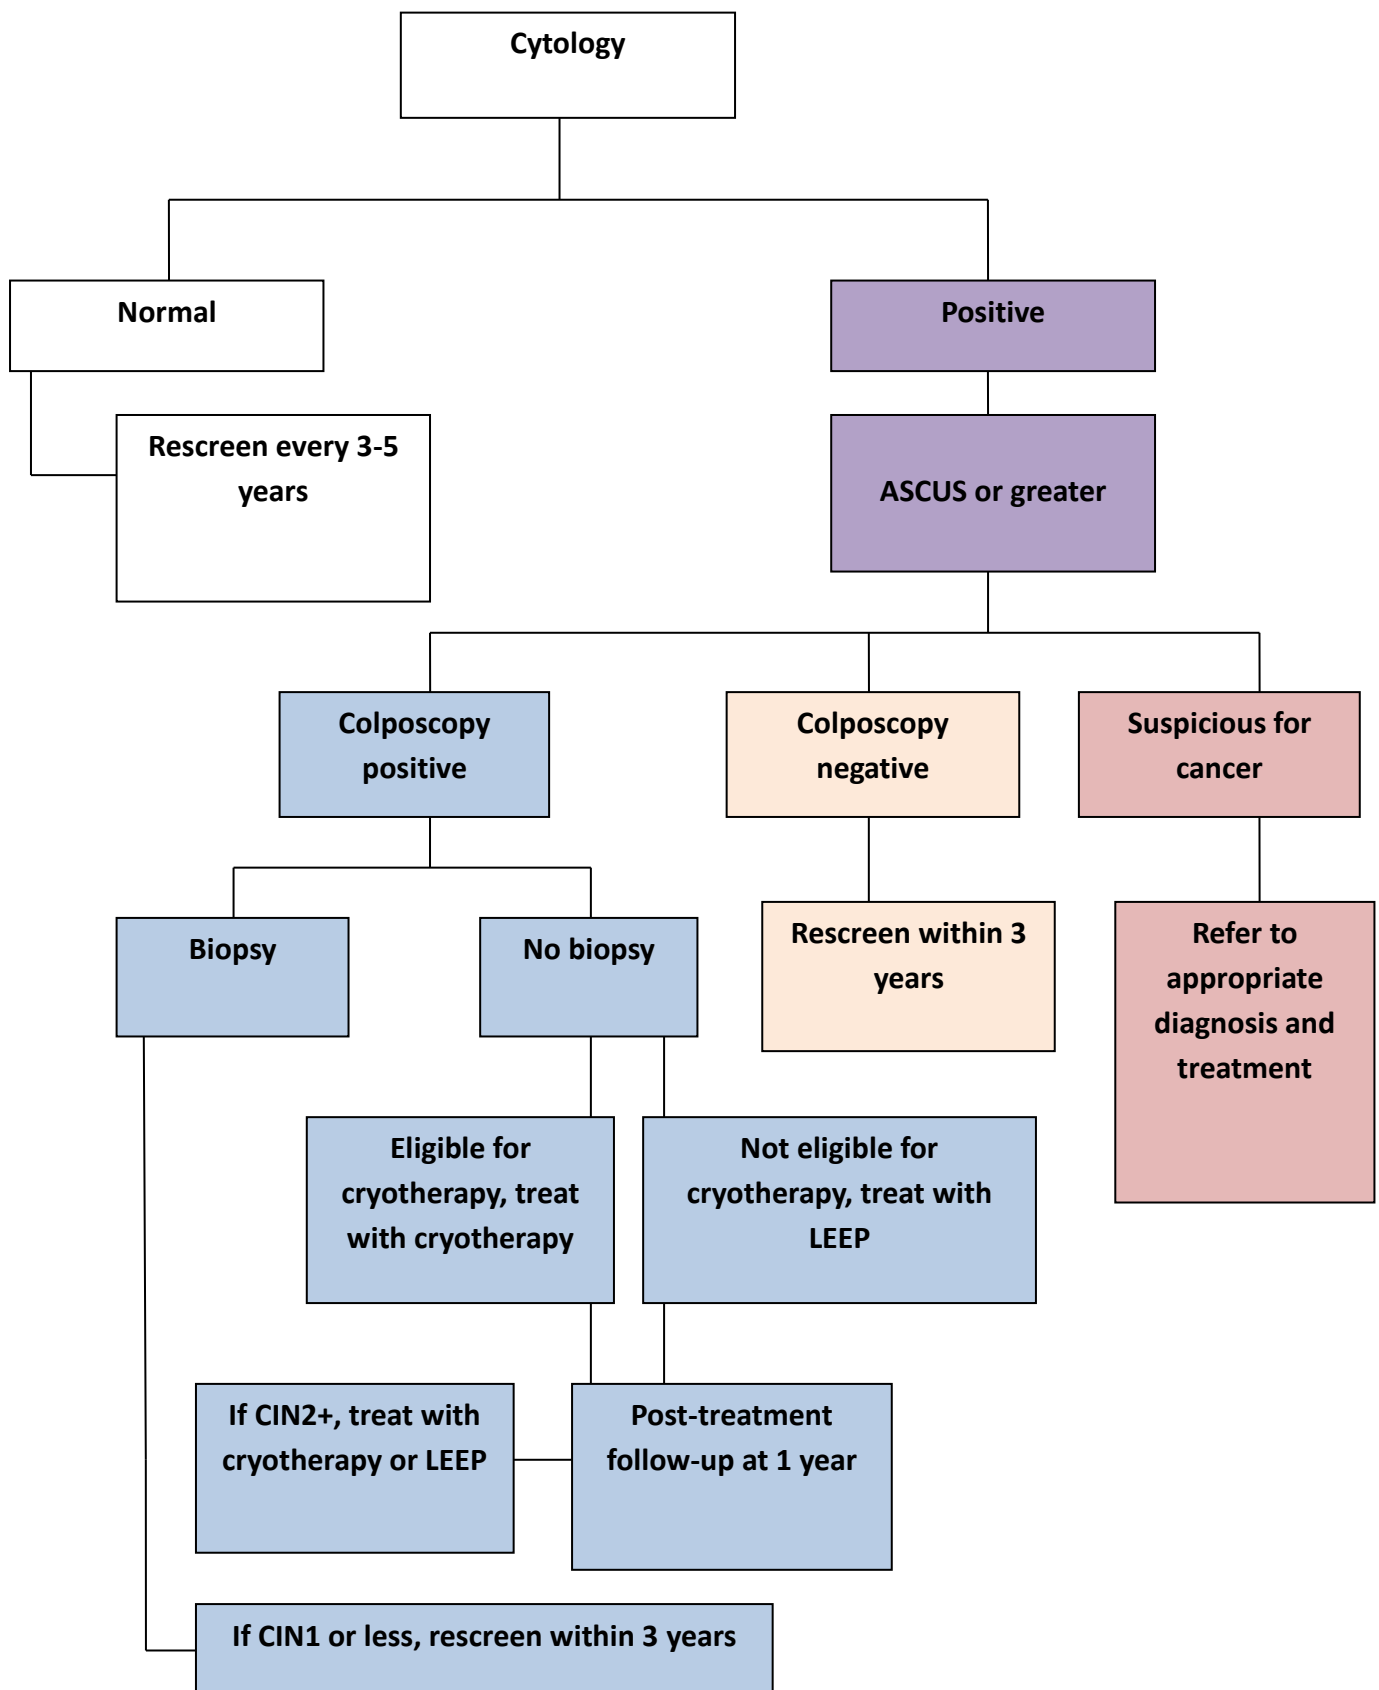 Cytology
Normal
Positive
Rescreen every 3-5
years
ASCUS or greater
Colposcopy
positive
Colposcopy
negative
Suspicious for
cancer
Biopsy
No biopsy
Rescreen within 3
years
Refer to
appropriate
diagnosis and
treatment
Eligible for
cryotherapy, treat
with cryotherapy
Not eligible for
cryotherapy, treat with
LEEP
If CIN2+, treat with
cryotherapy or LEEP
Post-treatment
follow-up at 1 year
If CIN1 or less, rescreen within 3 years